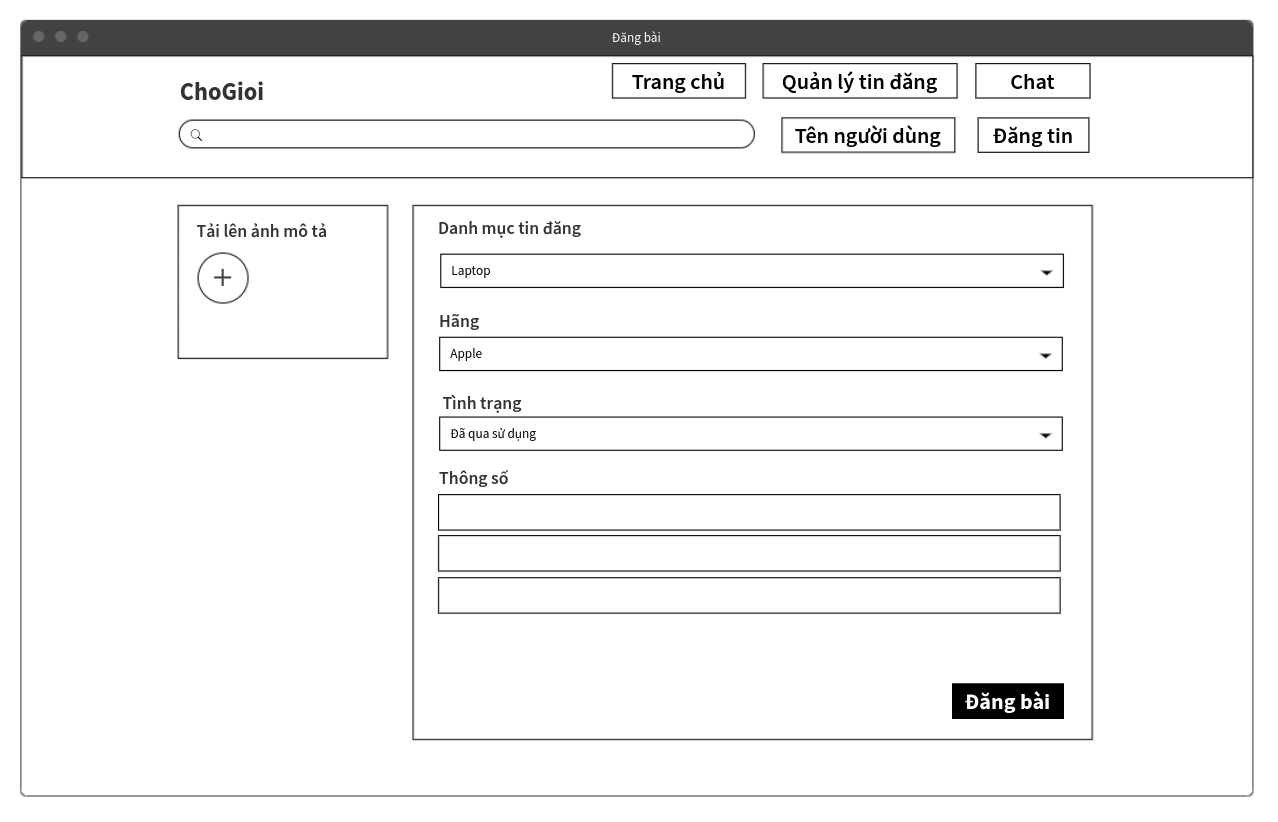 Đăng bài
ChoGioi
Trang chủ
Quản lý tin đăng
Chat
Tên người dùng
Đăng tin
Tải lên ảnh mô tả
Danh mục tin đăng
Laptop
Hãng
Apple
Tình trạng
Đã qua sử dụng
Thông số
Đăng bài